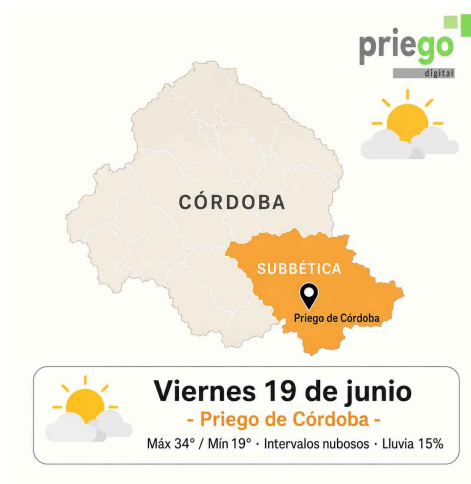 priego
digital
CÓRDOBA
SUBBÉTICA
Priego de Córdoba
Viernes 19 de junio
- Priego de Córdoba -
Máx 34° / Mín 19° · Intervalos nubosos · Lluvia 15%